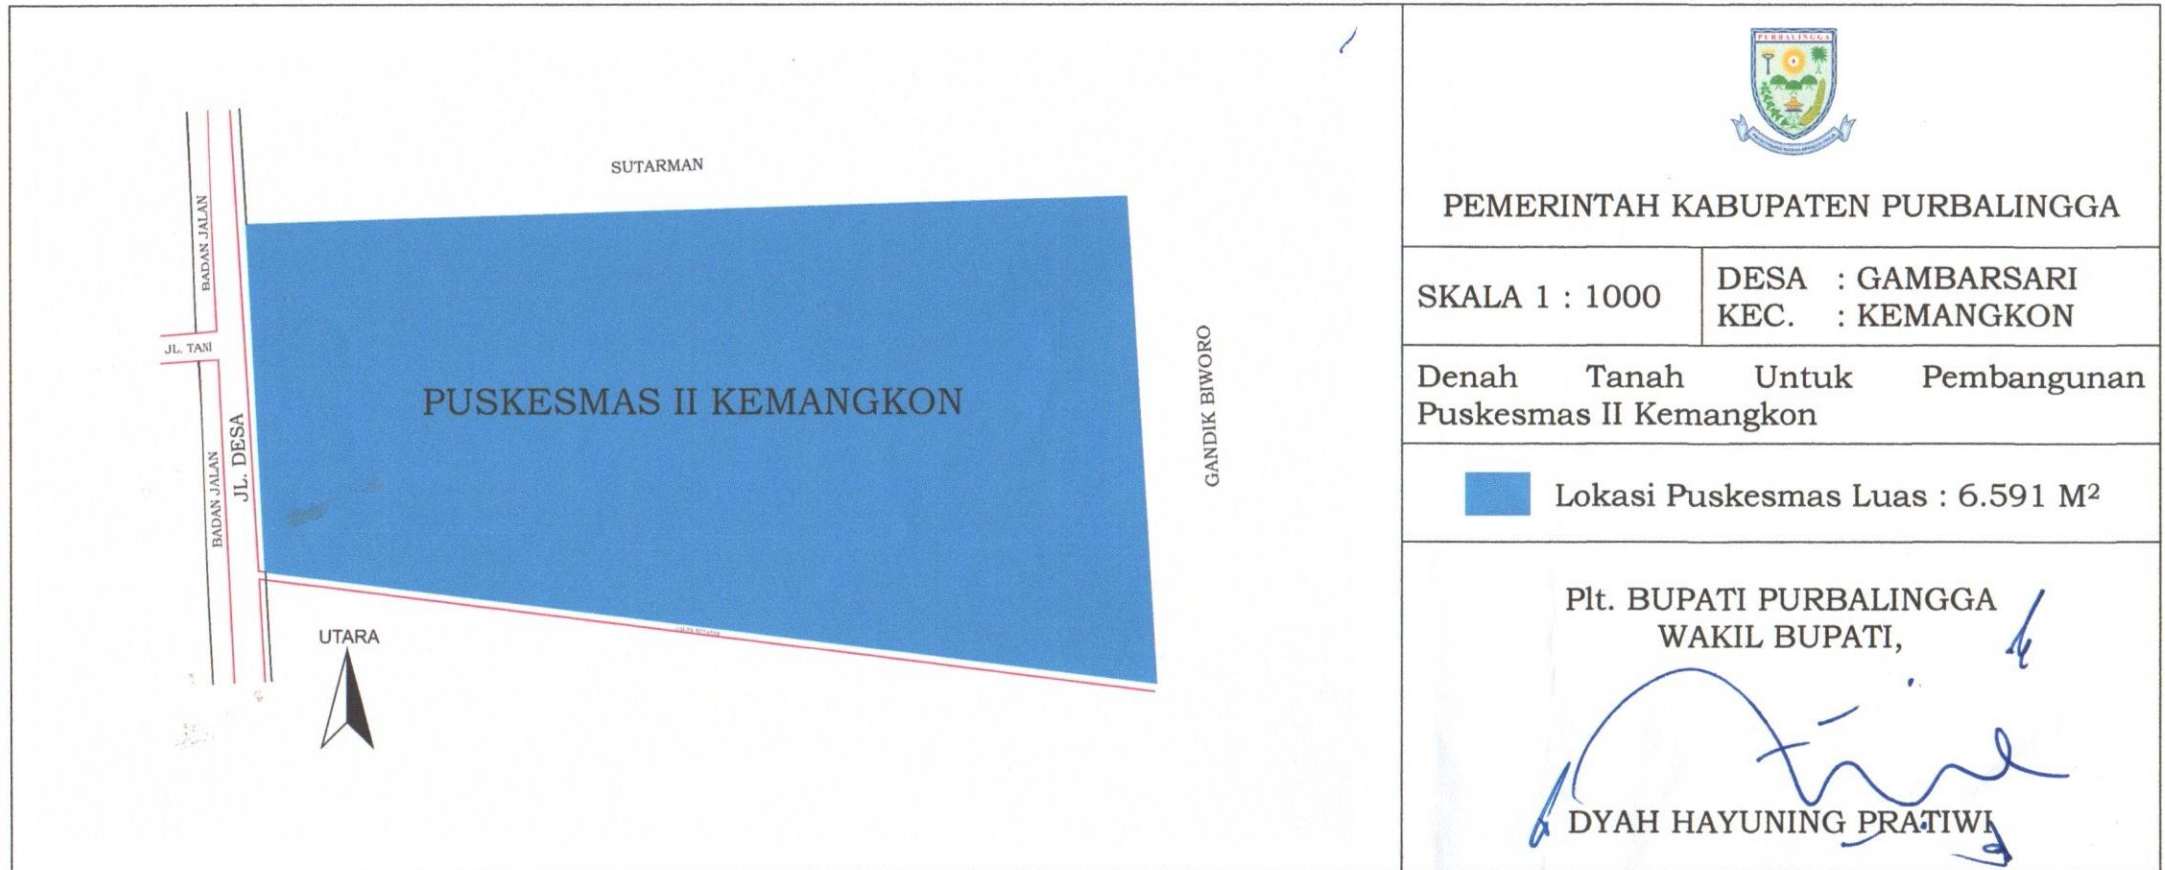 SUTARMAN
BADAN JALAN
JL. TANI
PUSKESMAS II KEMANGKON
GANDIK BIWORO
JL. DESA
BADAN JALAN
UTARA
PURBALINGGA
PEMERINTAH KABUPATEN PURBALINGGA
SKALA 1 : 1000
DESA : GAMBARSARI
KEC. : KEMANGKON
Denah Tanah Untuk Pembangunan
Puskesmas II Kemangkon
Lokasi Puskesmas Luas : 6.591 M²
Plt. BUPATI PURBALINGGA
WAKIL BUPATI,
DYAH HAYUNING PRATIWI